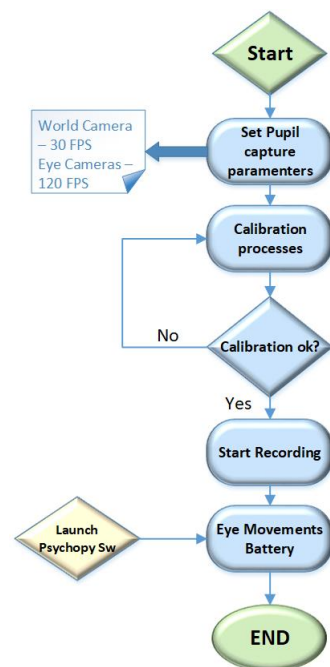 Start
World Camera
– 30 FPS
Eye Cameras –
120 FPS
Set Pupil
capture
paramenters
Calibration
processes
No
Calibration ok?
Yes
Start Recording
Launch
Psychopy Sw
Eye Movements
Battery
END